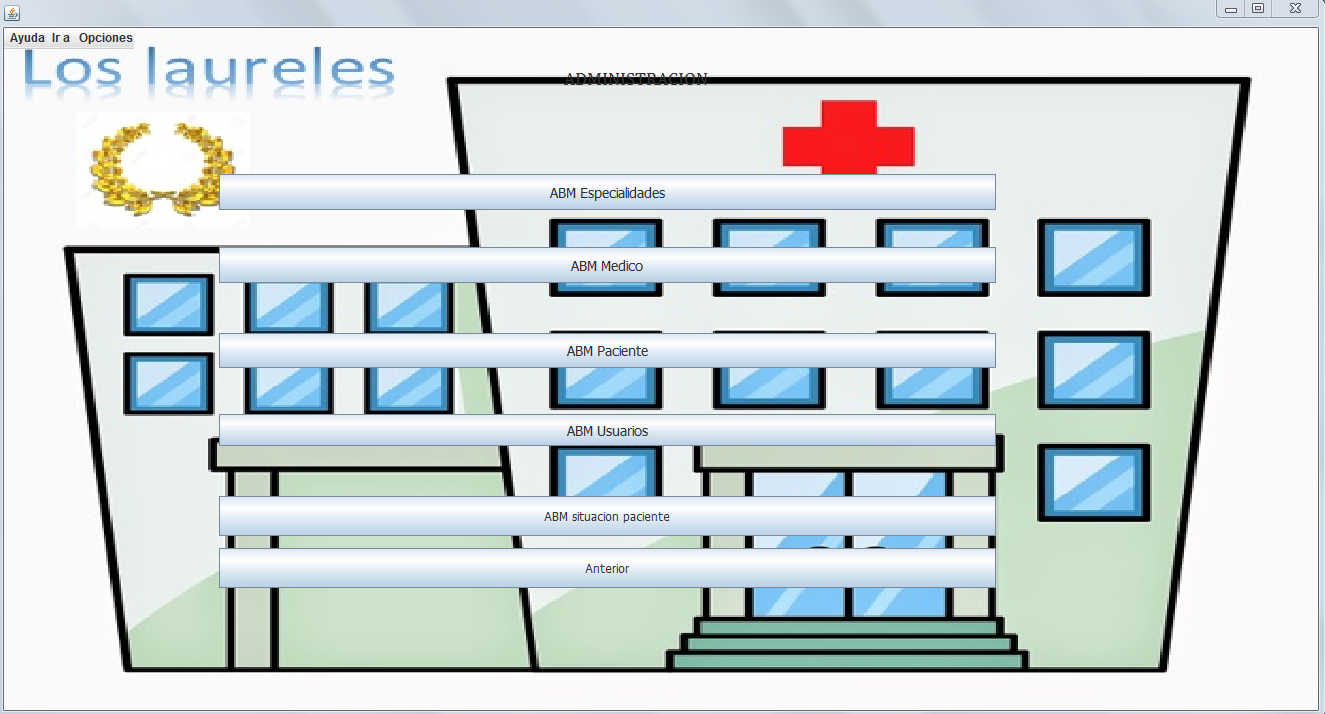 Ayuda Ir a Opciones
Los laureles
ADMINISTRACION
ABM Especialidades
ABM Medico
ABM Paciente
ABM Usuarios
ABM situacion paciente
Anterior